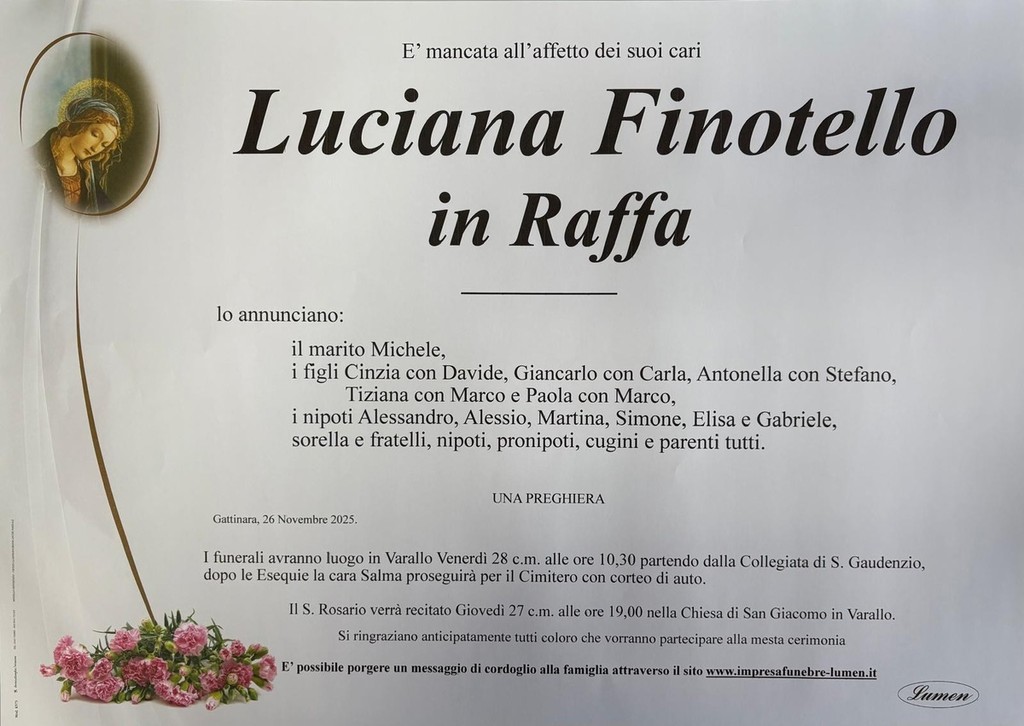 E' mancata all'affetto dei suoi cari
Luciana Finotello
in Raffa
lo annunciano:
il marito Michele,
i figli Cinzia con Davide, Giancarlo con Carla, Antonella con Stefano,
Tiziana con Marco e Paola con Marco,
i nipoti Alessandro, Alessio, Martina, Simone, Elisa e Gabriele,
sorella e fratelli, nipoti, pronipoti, cugini e parenti tutti.
UNA PREGHIERA
Gattinara, 26 Novembre 2025.
I funerali avranno luogo in Varallo Venerdì 28 c.m. alle ore 10,30 partendo dalla Collegiata di S. Gaudenzio,
dopo le Esequie la cara Salma proseguirà per il Cimitero con corteo di auto.
Il S. Rosario verrà recitato Giovedì 27 c.m. alle ore 19,00 nella Chiesa di San Giacomo in Varallo.
Si ringraziano anticipatamente tutti coloro che vorranno partecipare alla mesta cerimonia
E' possibile porgere un messaggio di cordoglio alla famiglia attraverso il sito www.impresafunebre-lumen.it
Lumen